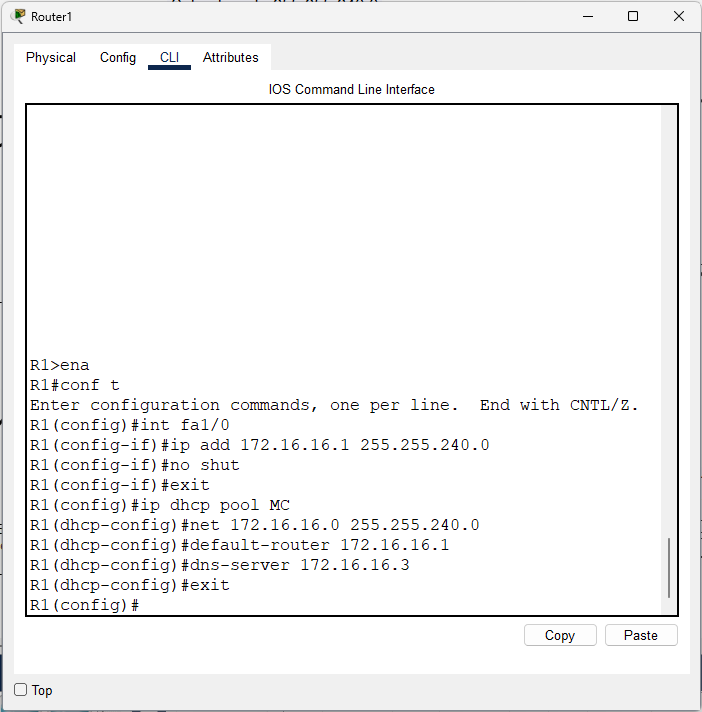 Router1
Physical Config CLI Attributes
IOS Command Line Interface
R1>ena
R1#conf t
Enter configuration commands, one per line.  End with CNTL/Z.
R1(config)#int fa1/0
R1(config-if)#ip add 172.16.16.1 255.255.240.0
R1(config-if)#no shut
R1(config-if)#exit
R1(config)#ip dhcp pool MC
R1(dhcp-config)#net 172.16.16.0 255.255.240.0
R1(dhcp-config)#default-router 172.16.16.1
R1(dhcp-config)#dns-server 172.16.16.3
R1(dhcp-config)#exit
R1(config)#
Copy Paste
Top